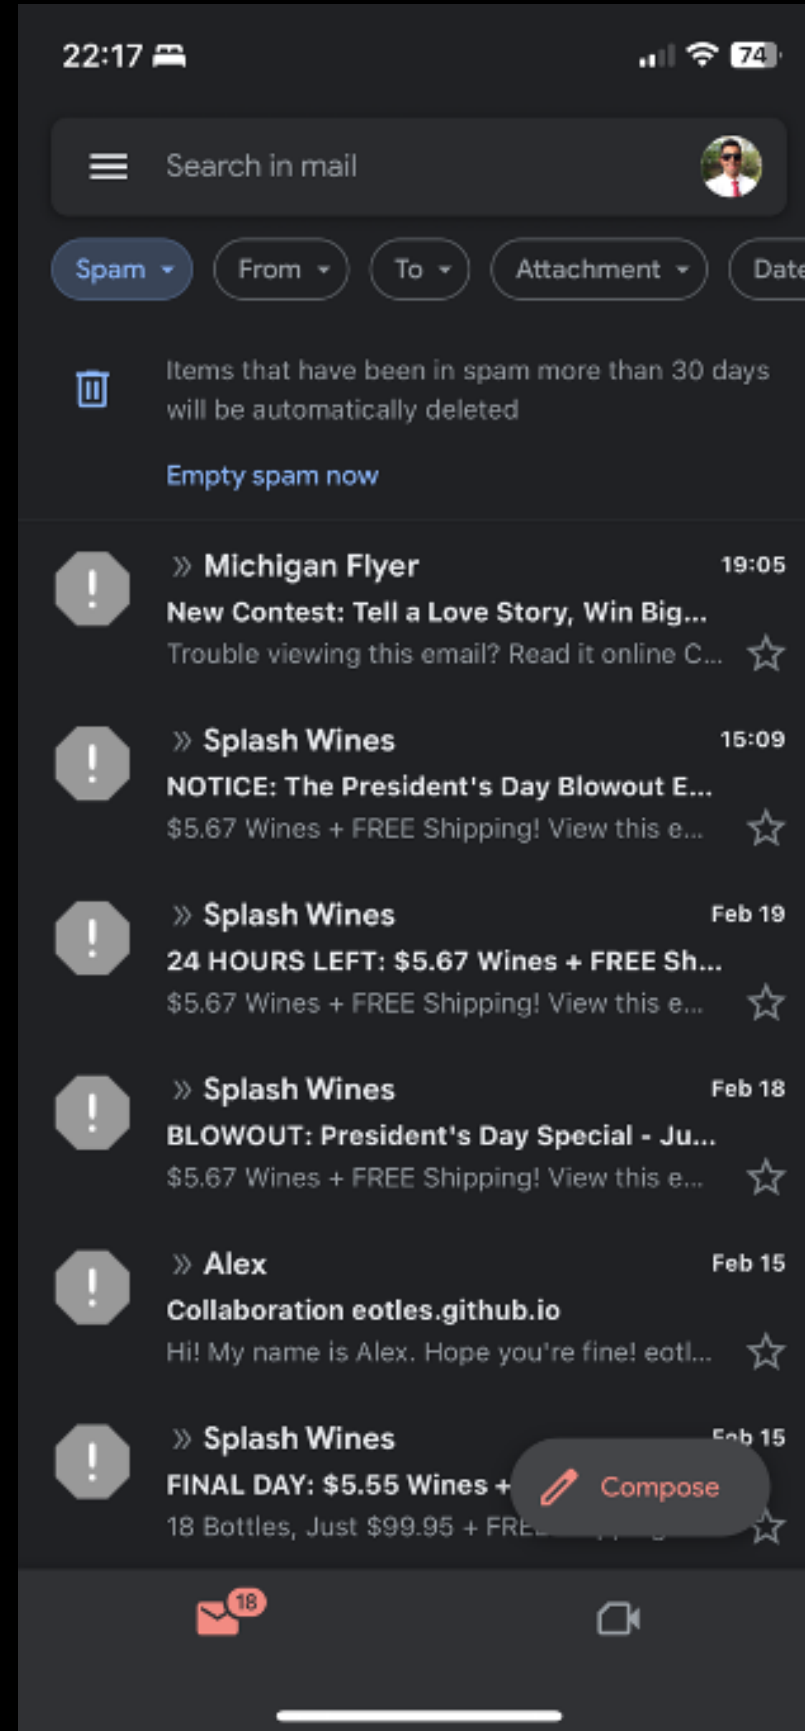 22:17
74
Search in mail
Spam From To Attachment Date
Items that have been in spam more than 30 days
will be automatically deleted
Empty spam now
» Michigan Flyer 19:05
New Contest: Tell a Love Story, Win Big...
Trouble viewing this email? Read it online C...
» Splash Wines 15:09
NOTICE: The President's Day Blowout E...
$5.67 Wines + FREE Shipping! View this e...
» Splash Wines Feb 19
24 HOURS LEFT: $5.67 Wines + FREE Sh...
$5.67 Wines + FREE Shipping! View this e...
» Splash Wines Feb 18
BLOWOUT: President's Day Special - Ju...
$5.67 Wines + FREE Shipping! View this e...
» Alex Feb 15
Collaboration eotles.github.io
Hi! My name is Alex. Hope you're fine! eotl...
» Splash Wines Feb 15
FINAL DAY: $5.55 Wines +
Compose
18 Bottles, Just $99.95 + FREE
18